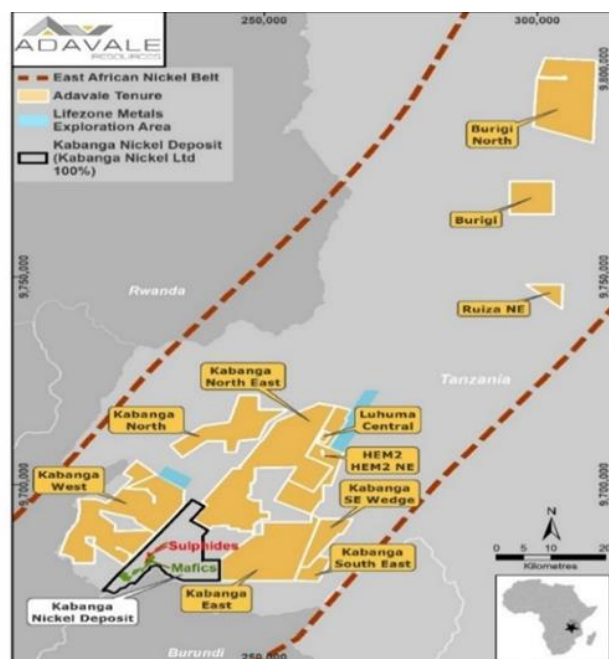 ADAVALE
RESOURCES
East African Nickel Belt
Adavale Tenure
Lifezone Metals
Exploration Area
Kabanga Nickel Deposit
(Kabanga Nickel Ltd
100%)
250,000
300,000
9,800,000
Burigi
North
Burigi
9,750,000
9,750,000
Rwanda
Ruiza NE
Tanzania
Kabanga
North East
Kabanga
North
Luhuma
Central
HEM2
HEM2 NE
Kabanga
West
Kabanga
SE Wedge
9,700,000
9,700,000
Sulphides
Mafics
Kabanga
South East
Kabanga
Nickel Deposit
Kabanga
East
N
0 10 20
Kilometres
Burundi
250,000